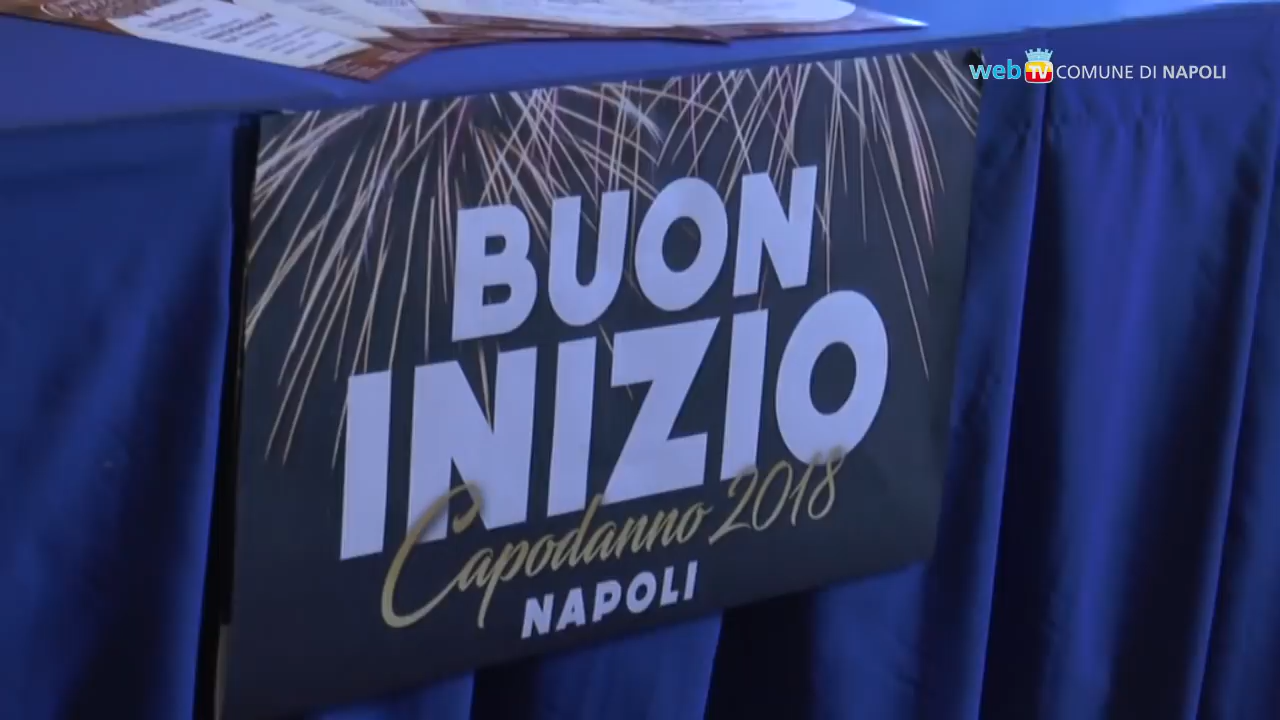 web TV COMUNE DI NAPOLI
BUON
INIZIO
Capodanno 2018
NAPOLI